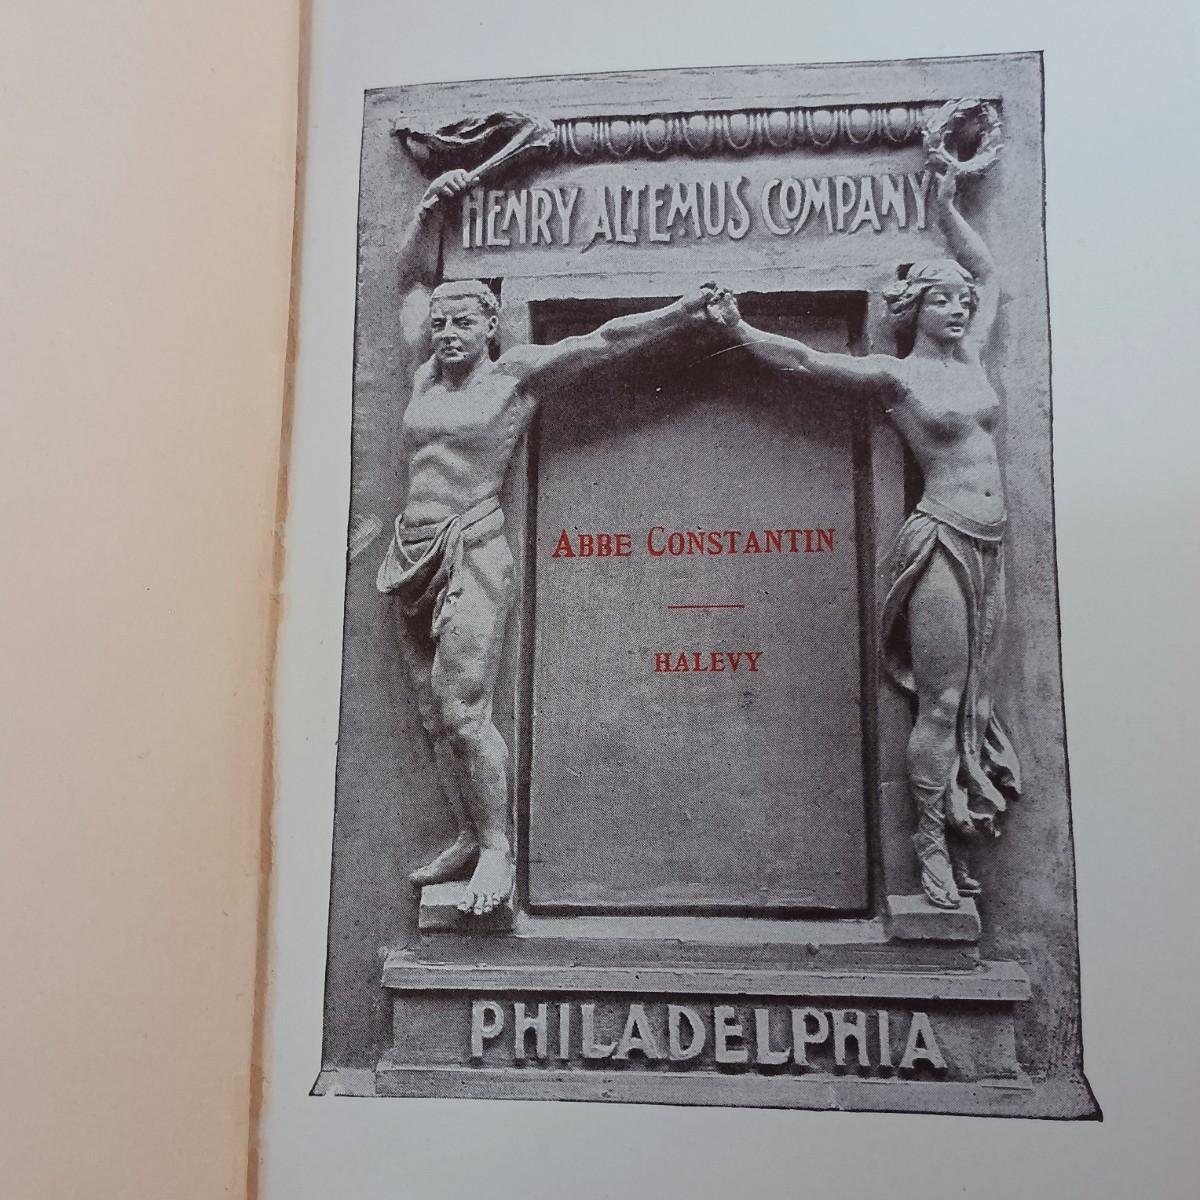 HENRY ALTEMUS COMPANY
ABBE CONSTANTIN
HALEVY
PHILADELPHIA